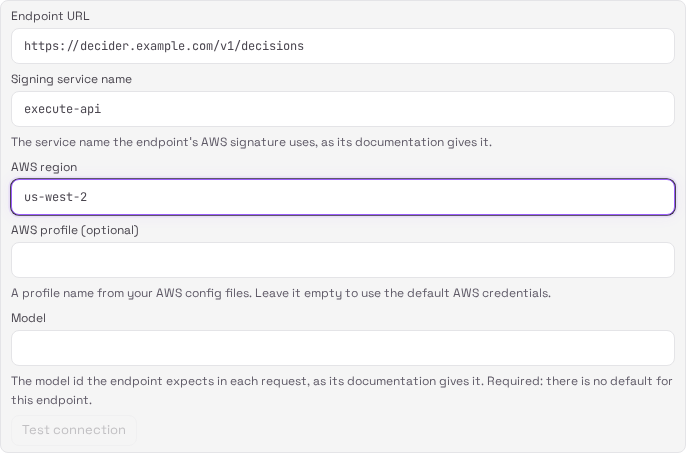 Endpoint URL
https://decider.example.com/v1/decisions
Signing service name
execute-api
The service name the endpoint's AWS signature uses, as its documentation gives it.
AWS region
us-west-2
AWS profile (optional)
A profile name from your AWS config files. Leave it empty to use the default AWS credentials.
Model
The model id the endpoint expects in each request, as its documentation gives it. Required: there is no default for
this endpoint.
Test connection